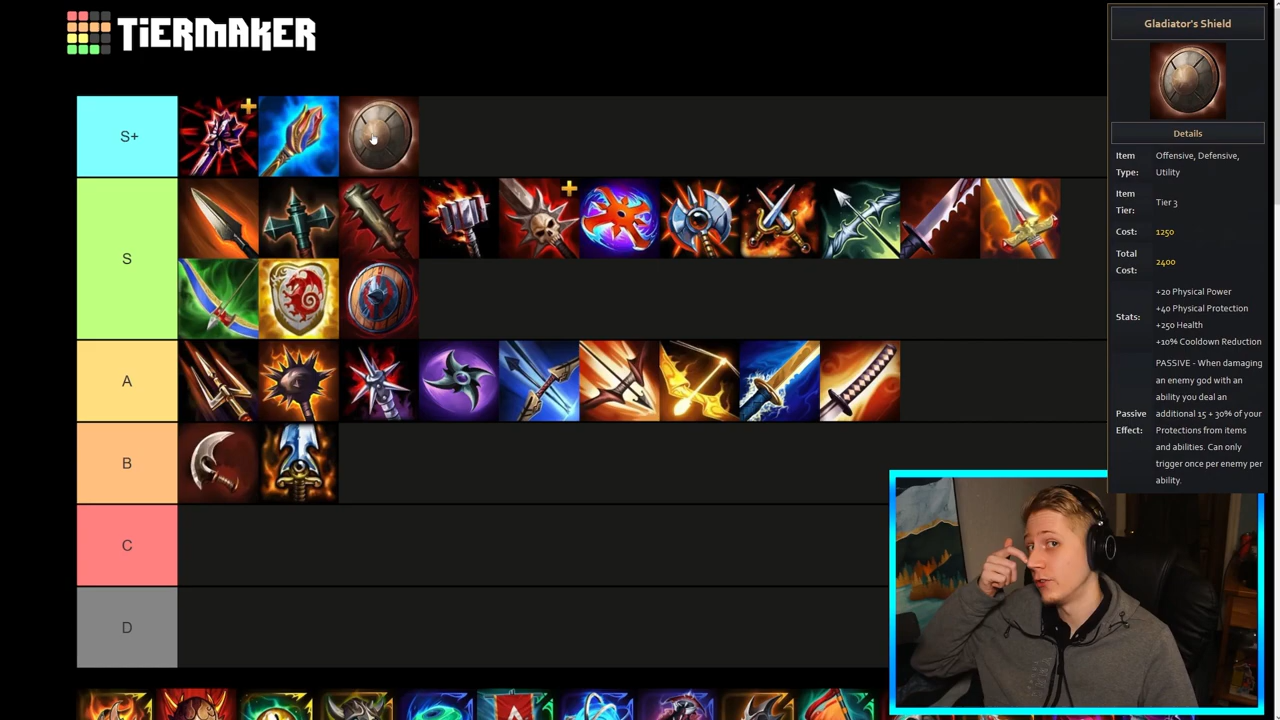 TiERMAKER
S+
S
A
B
C
D
Gladiator's Shield
Details
Item Type: Offensive, Defensive, Utility
Item Tier: Tier 3
Cost: 1250
Total Cost: 2400
Stats: +20 Physical Power
+40 Physical Protection
+250 Health
+10% Cooldown Reduction
Passive Effect: PASSIVE - When damaging
an enemy god with an
ability you deal an
additional 15 + 30% of your
Protections from items
and abilities. Can only
trigger once per enemy per
ability.